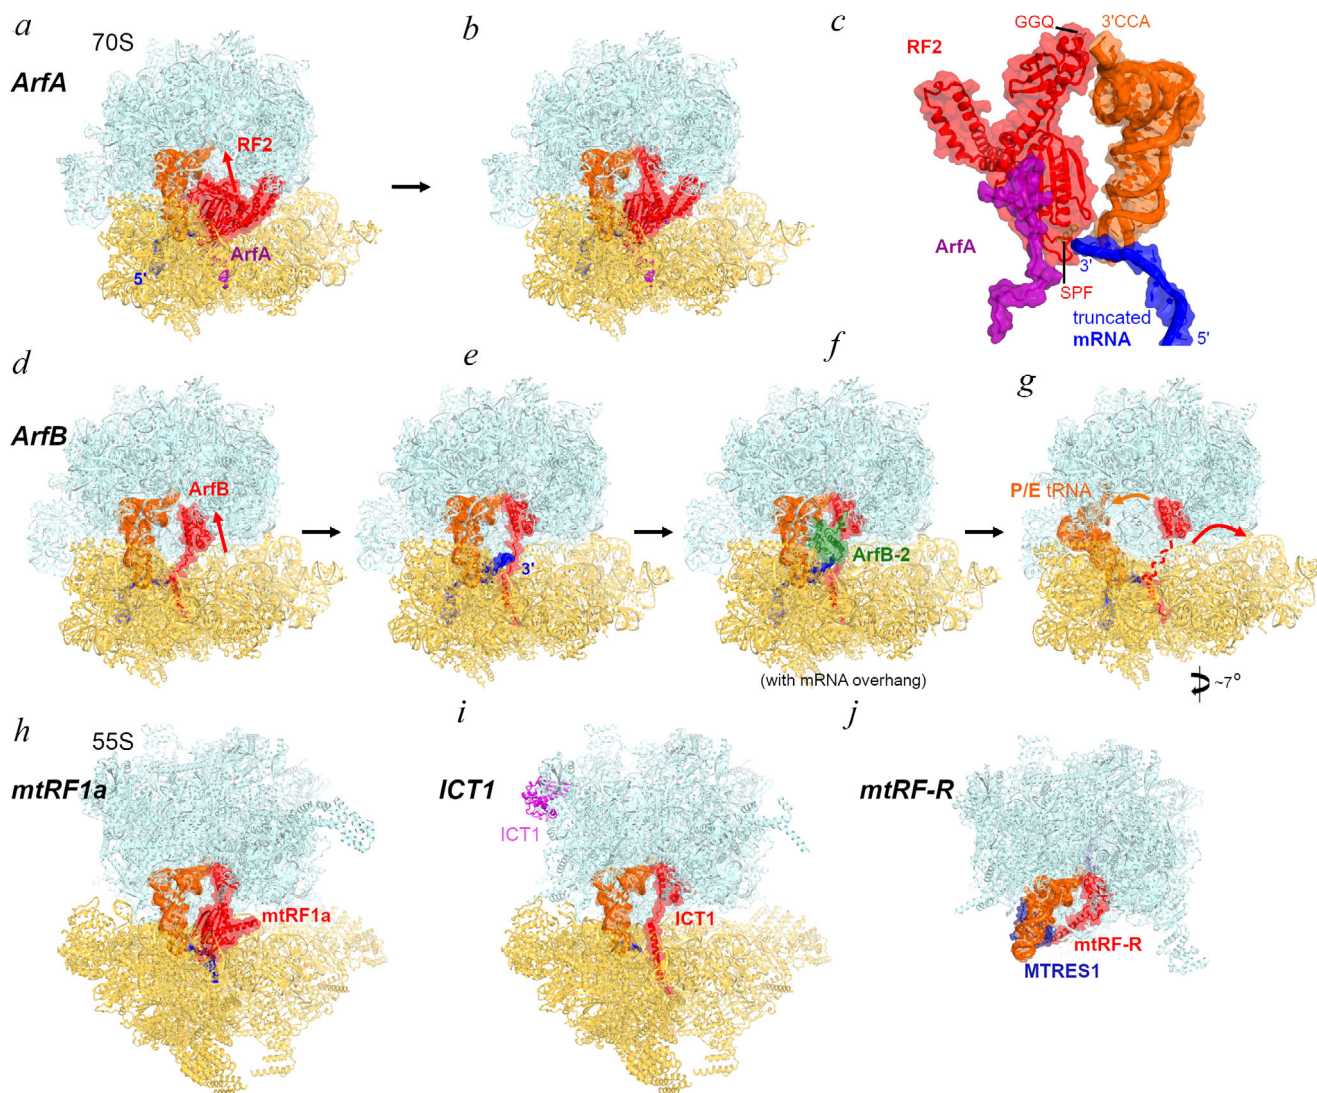 a
70S
ArfA
RF2
ArfA
5'
b
c
GGQ
3'CCA
RF2
ArfA
3'
SPF
truncated
mRNA
5'
d
ArfB
ArfB
e
3'
f
ArfB-2
(with mRNA overhang)
g
P/E tRNA
~7°
h
55S
mtRF1a
mtRF1a
i
ICT1
ICT1
ICT1
j
mtRF-R
mtRF-R
MTRES1